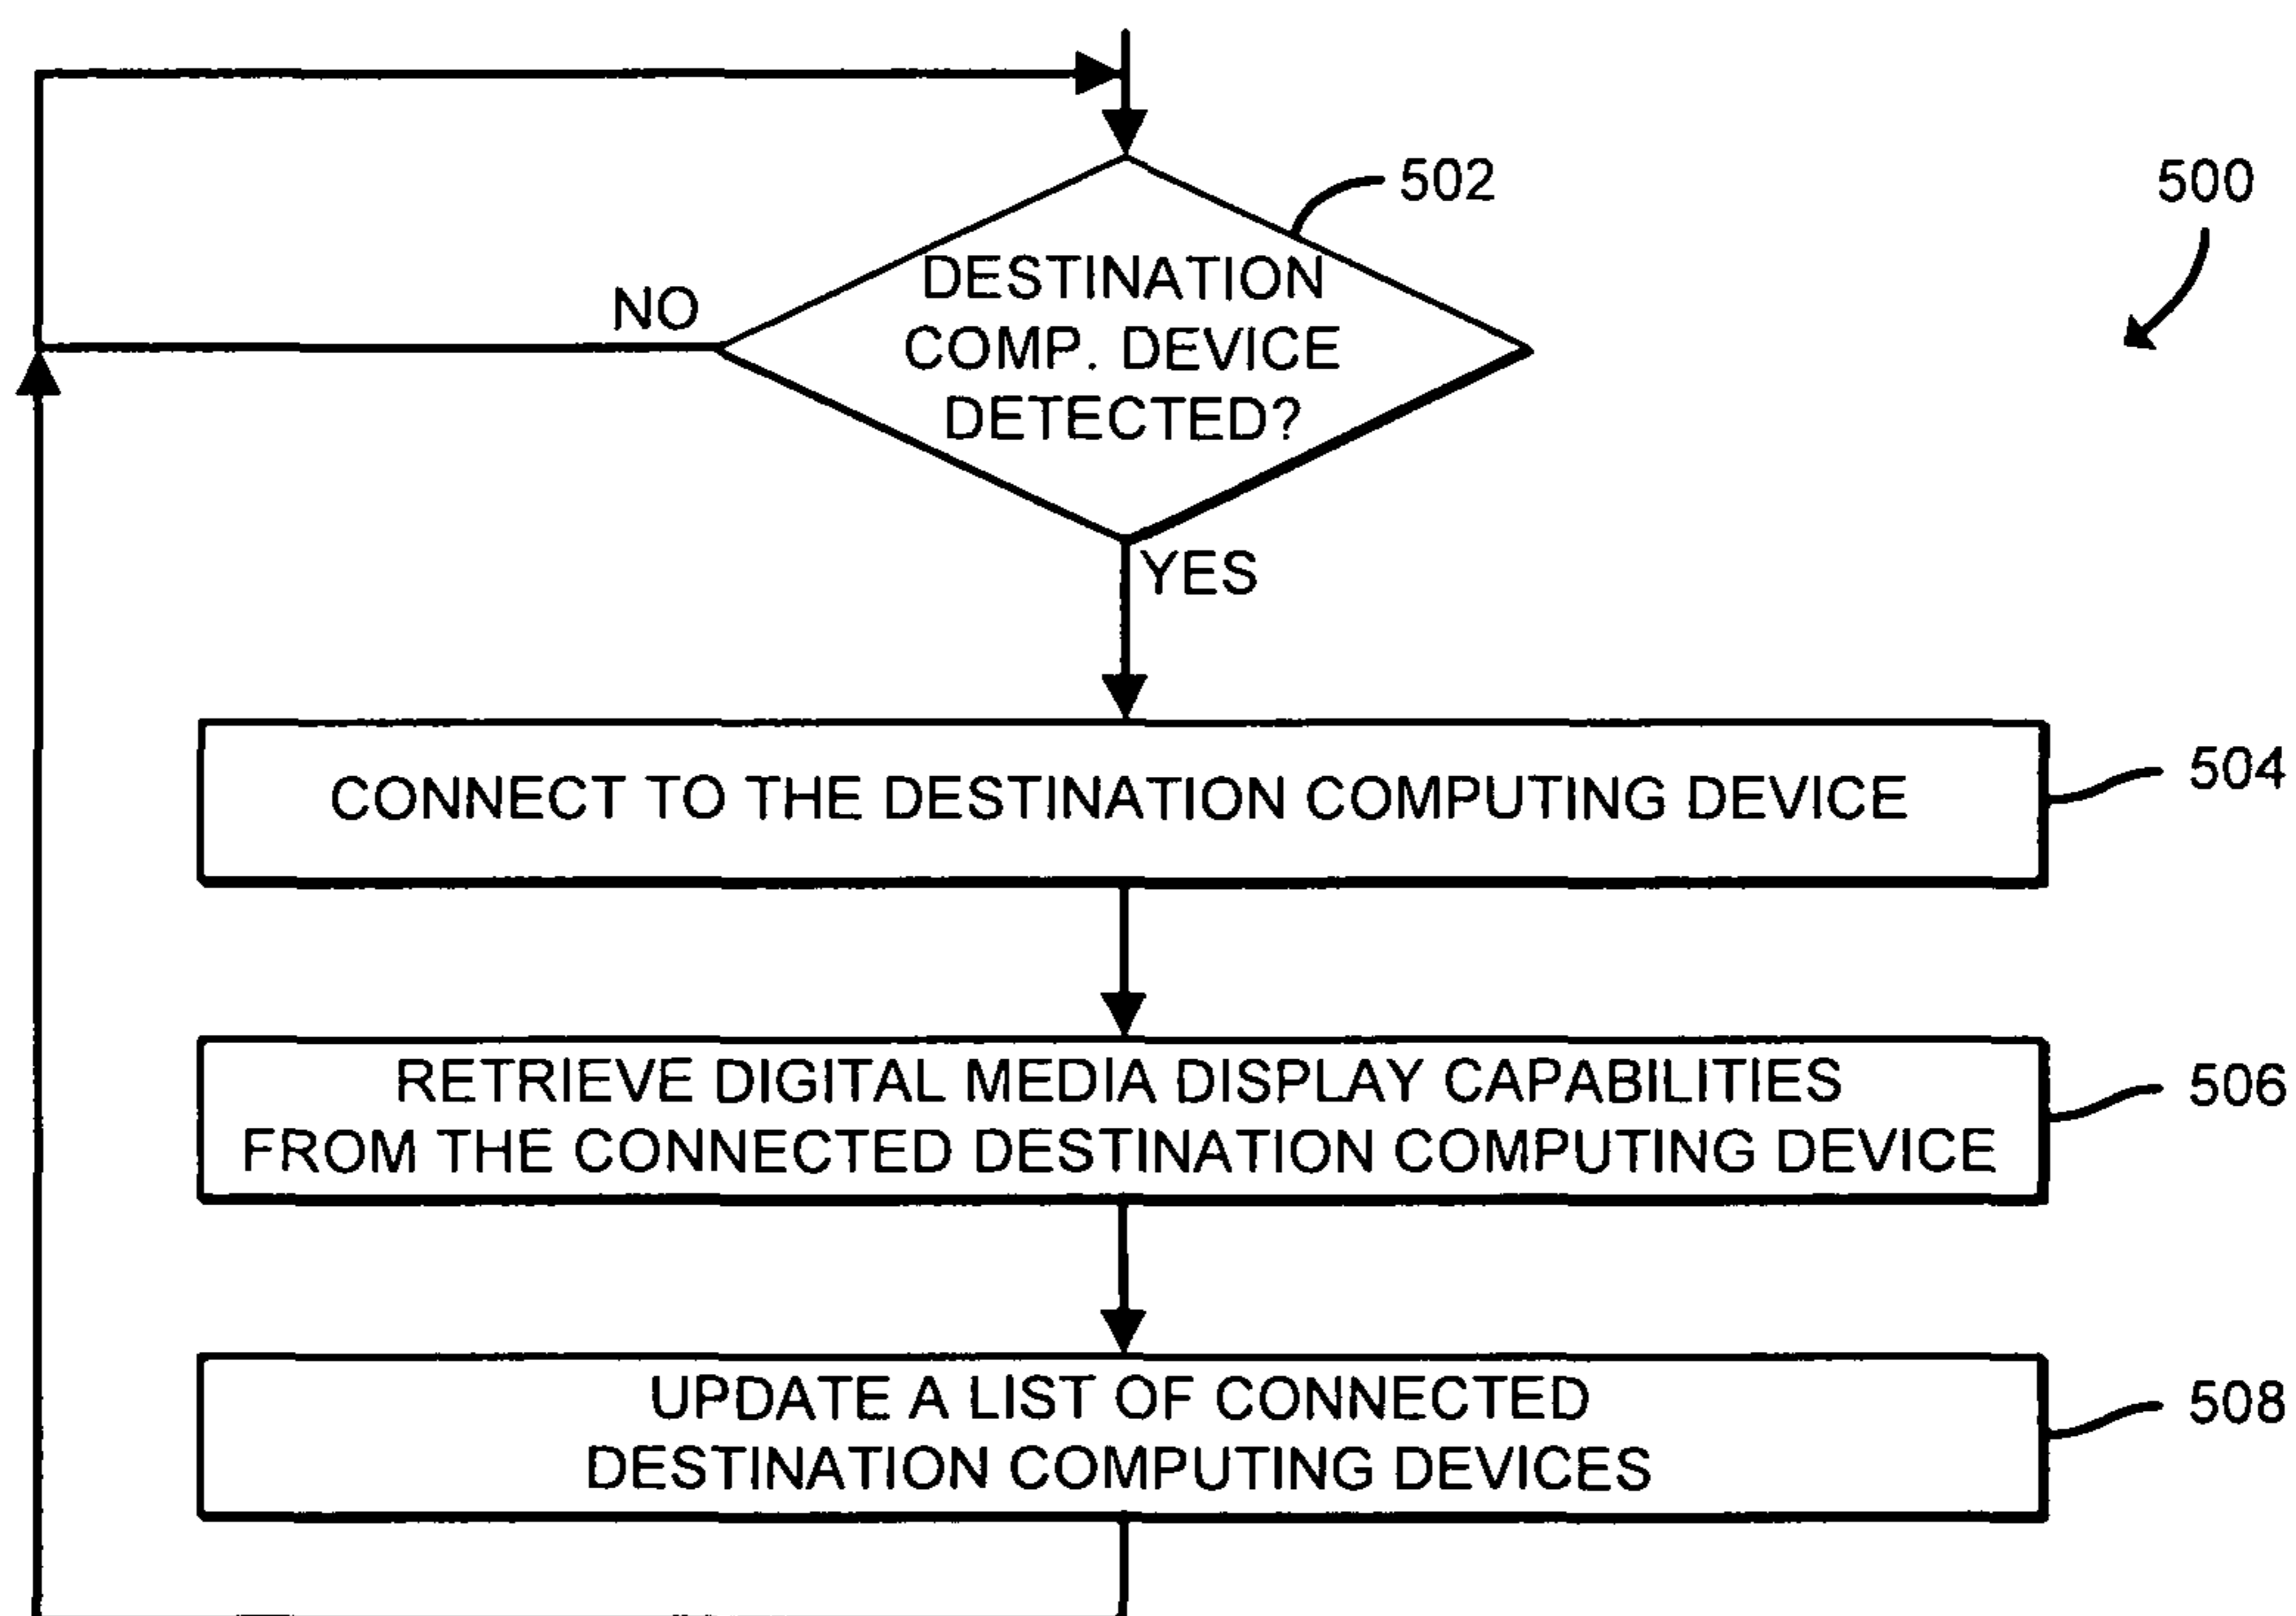 502
500
DESTINATION
COMP. DEVICE
DETECTED?
NO
YES
CONNECT TO THE DESTINATION COMPUTING DEVICE
504
RETRIEVE DIGITAL MEDIA DISPLAY CAPABILITIES
FROM THE CONNECTED DESTINATION COMPUTING DEVICE
506
UPDATE A LIST OF CONNECTED
DESTINATION COMPUTING DEVICES
508